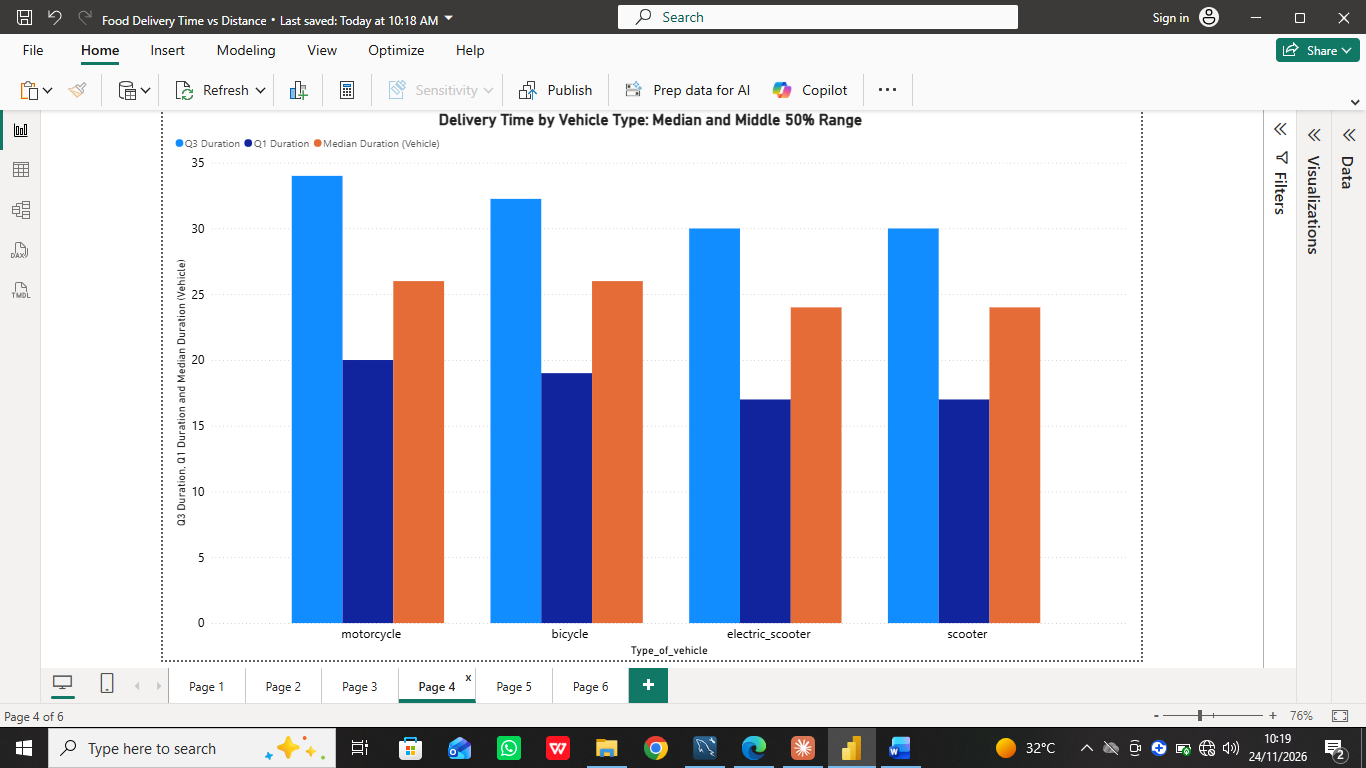 Food Delivery Time vs Distance • Last saved: Today at 10:18 AM
Search
Sign in
File Home Insert Modeling View Optimize Help
Share
Refresh
Sensitivity
Publish
Prep data for AI
Copilot
DAX
TMDL
Delivery Time by Vehicle Type: Median and Middle 50% Range
Q3 Duration Q1 Duration Median Duration (Vehicle)
Q3 Duration, Q1 Duration and Median Duration (Vehicle)
35
30
25
20
15
10
5
0
motorcycle bicycle electric_scooter scooter
Type_of_vehicle
Filters
Visualizations
Data
Page 1 Page 2 Page 3 Page 4 x Page 5 Page 6 +
Page 4 of 6
- + 76%
Type here to search
32°C
10:19
24/11/2026
2